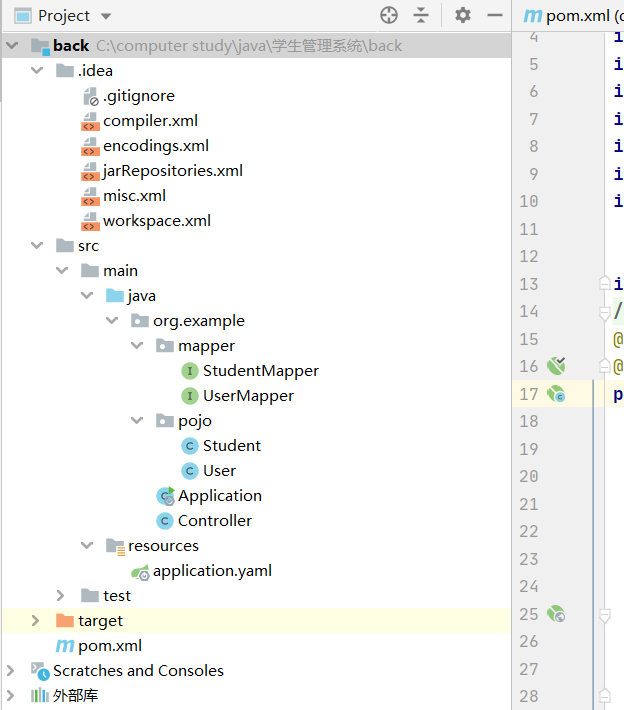 Project
back C:\computer study\java\学生管理系统\back
.idea
.gitignore
compiler.xml
encodings.xml
jarRepositories.xml
misc.xml
workspace.xml
src
main
java
org.example
mapper
StudentMapper
UserMapper
pojo
Student
User
Application
Controller
resources
application.yaml
test
target
pom.xml
Scratches and Consoles
外部库
pom.xml (
4 i
5 i
6 i
7 i
8 i
9 i
10 i
11
12
13 i
14 /
15 @
16 @
17 p
18
19
20
21
22
23
24
25
26
27
28